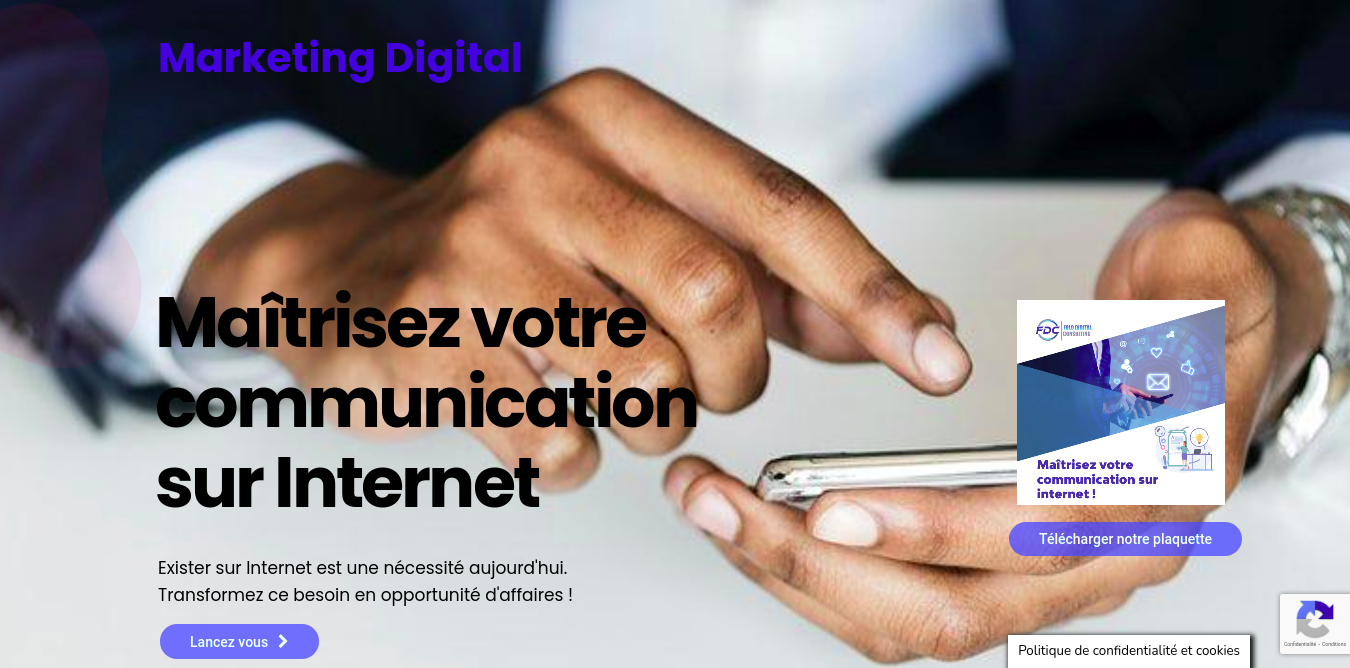 Marketing Digital
Maîtrisez votre
communication
sur Internet
Exister sur Internet est une nécessité aujourd'hui.
Transformez ce besoin en opportunité d'affaires !
Lancez vous
FDC
CONSULTING
Maîtrisez votre
communication sur
internet !
Télécharger notre plaquette
Confidentialité - Conditions
Politique de confidentialité et cookies